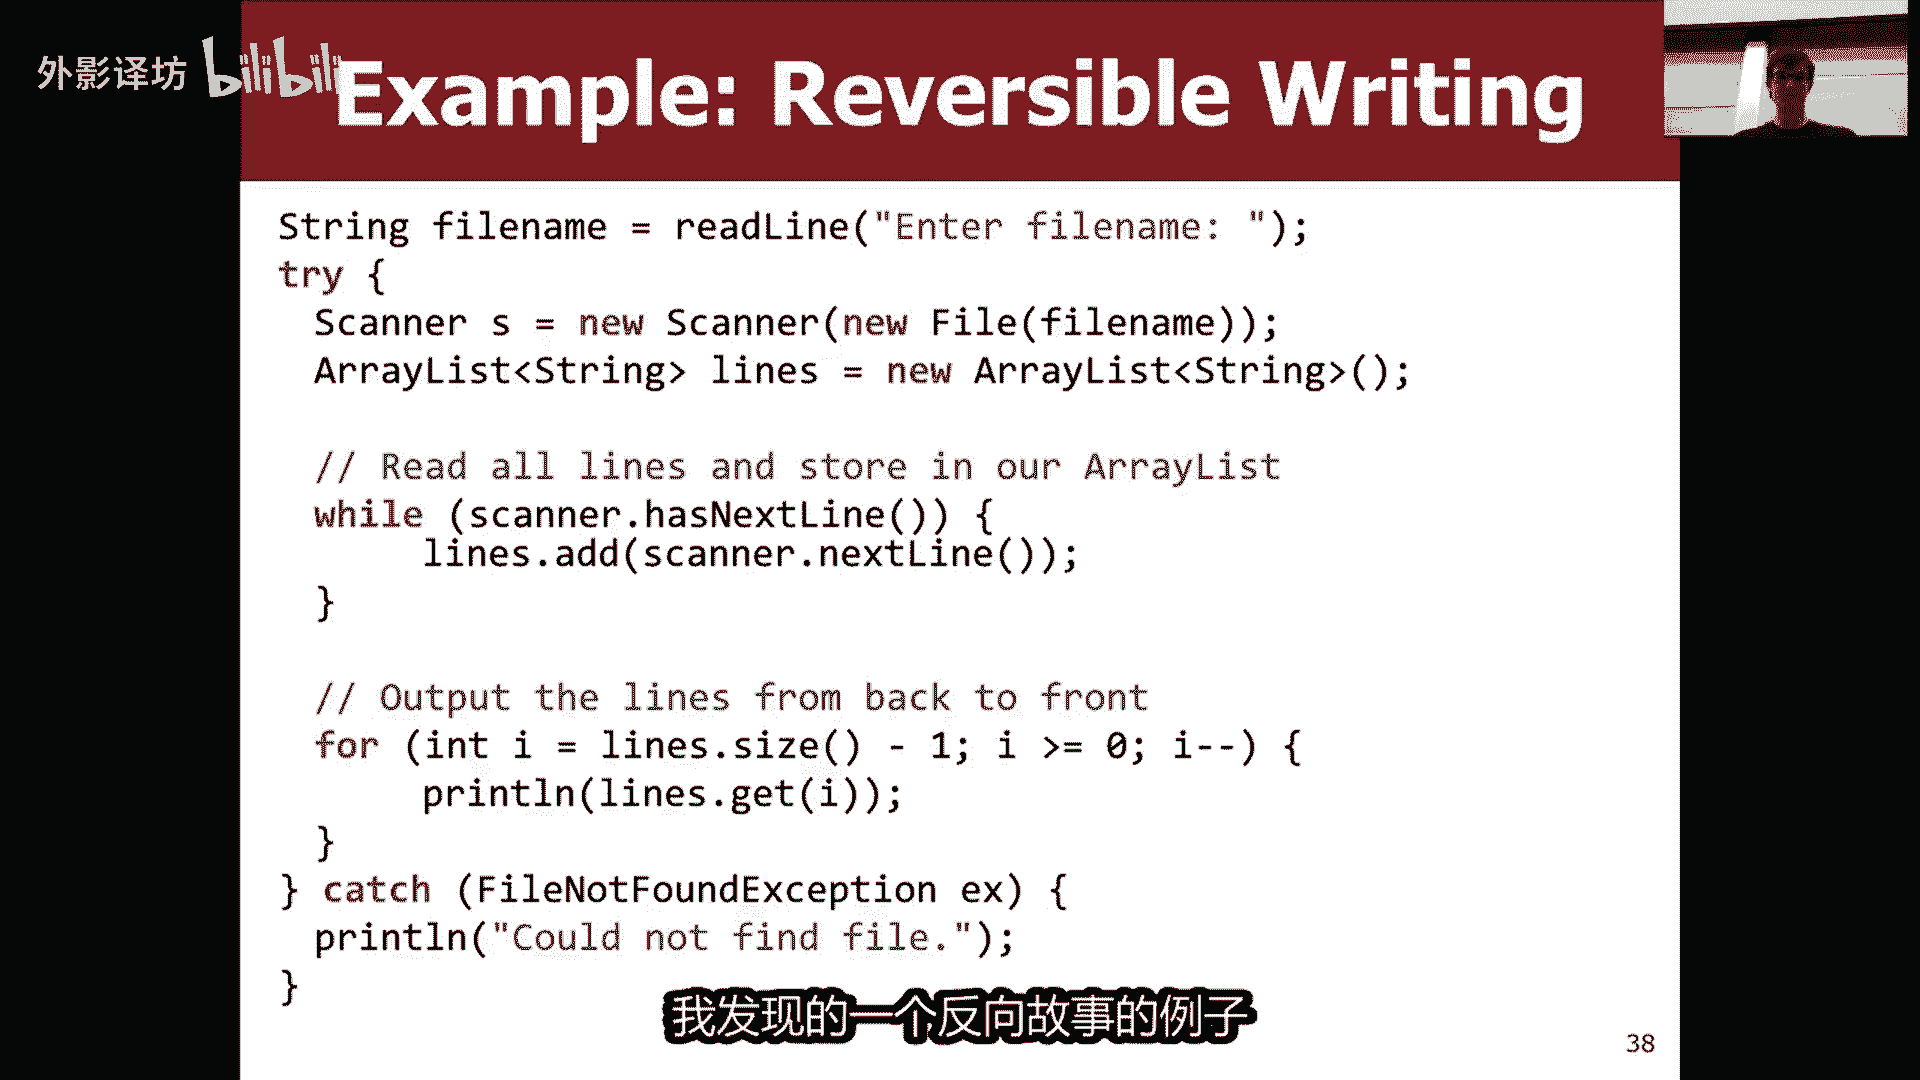 外影译坊 bilibili
Example: Reversible Writing
String filename = readLine("Enter filename: ");
try {
Scanner s = new Scanner(new File(filename));
ArrayList<String> lines = new ArrayList<String>();
// Read all lines and store in our ArrayList
while (scanner.hasNextLine()) {
lines.add(scanner.nextLine());
}
// Output the lines from back to front
for (int i = lines.size() - 1; i >= 0; i--) {
println(lines.get(i));
}
} catch (FileNotFoundException ex) {
println("Could not find file.");
}
我发现的一个反向故事的例子
38